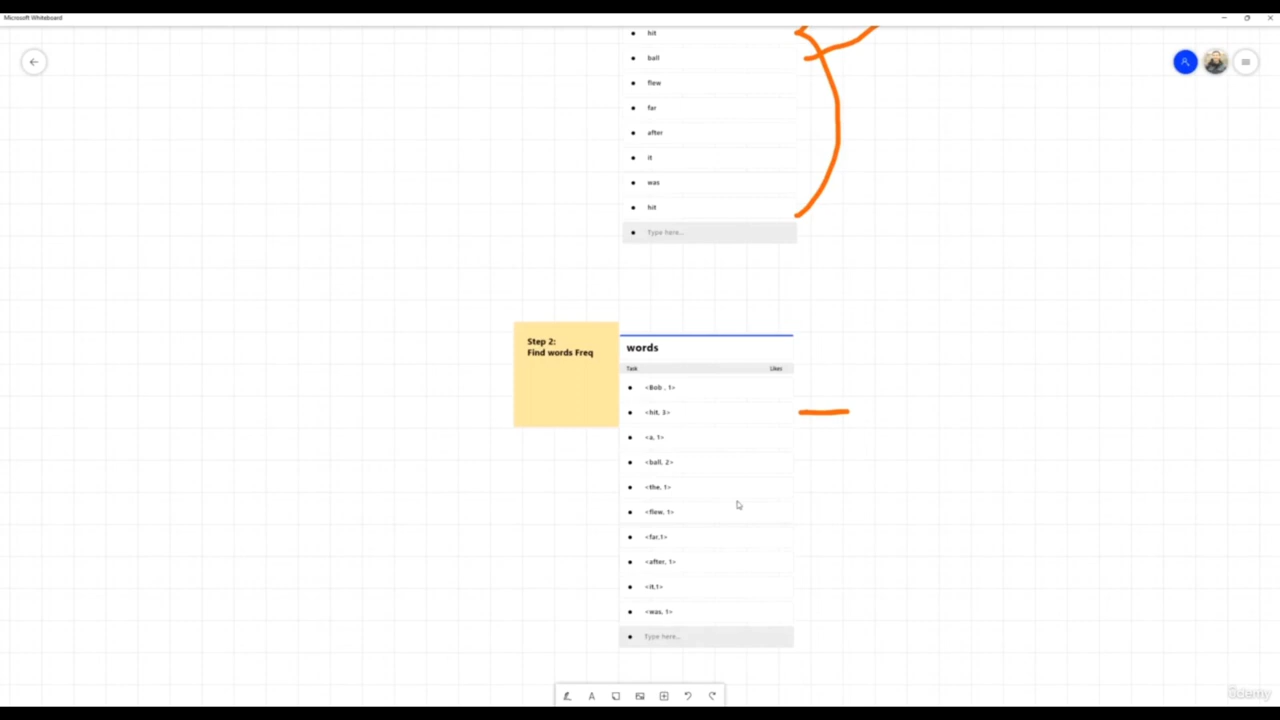 Microsoft Whiteboard
hit
ball
flew
far
after
it
was
hit
Type here...
Step 2:
Find words Freq
words
Task Likes
<Bob , 1>
<hit, 3>
<a, 1>
<ball, 2>
<the, 1>
<flew, 1>
<far,1>
<after, 1>
<it,1>
<was, 1>
Type here...
A
ûdemy